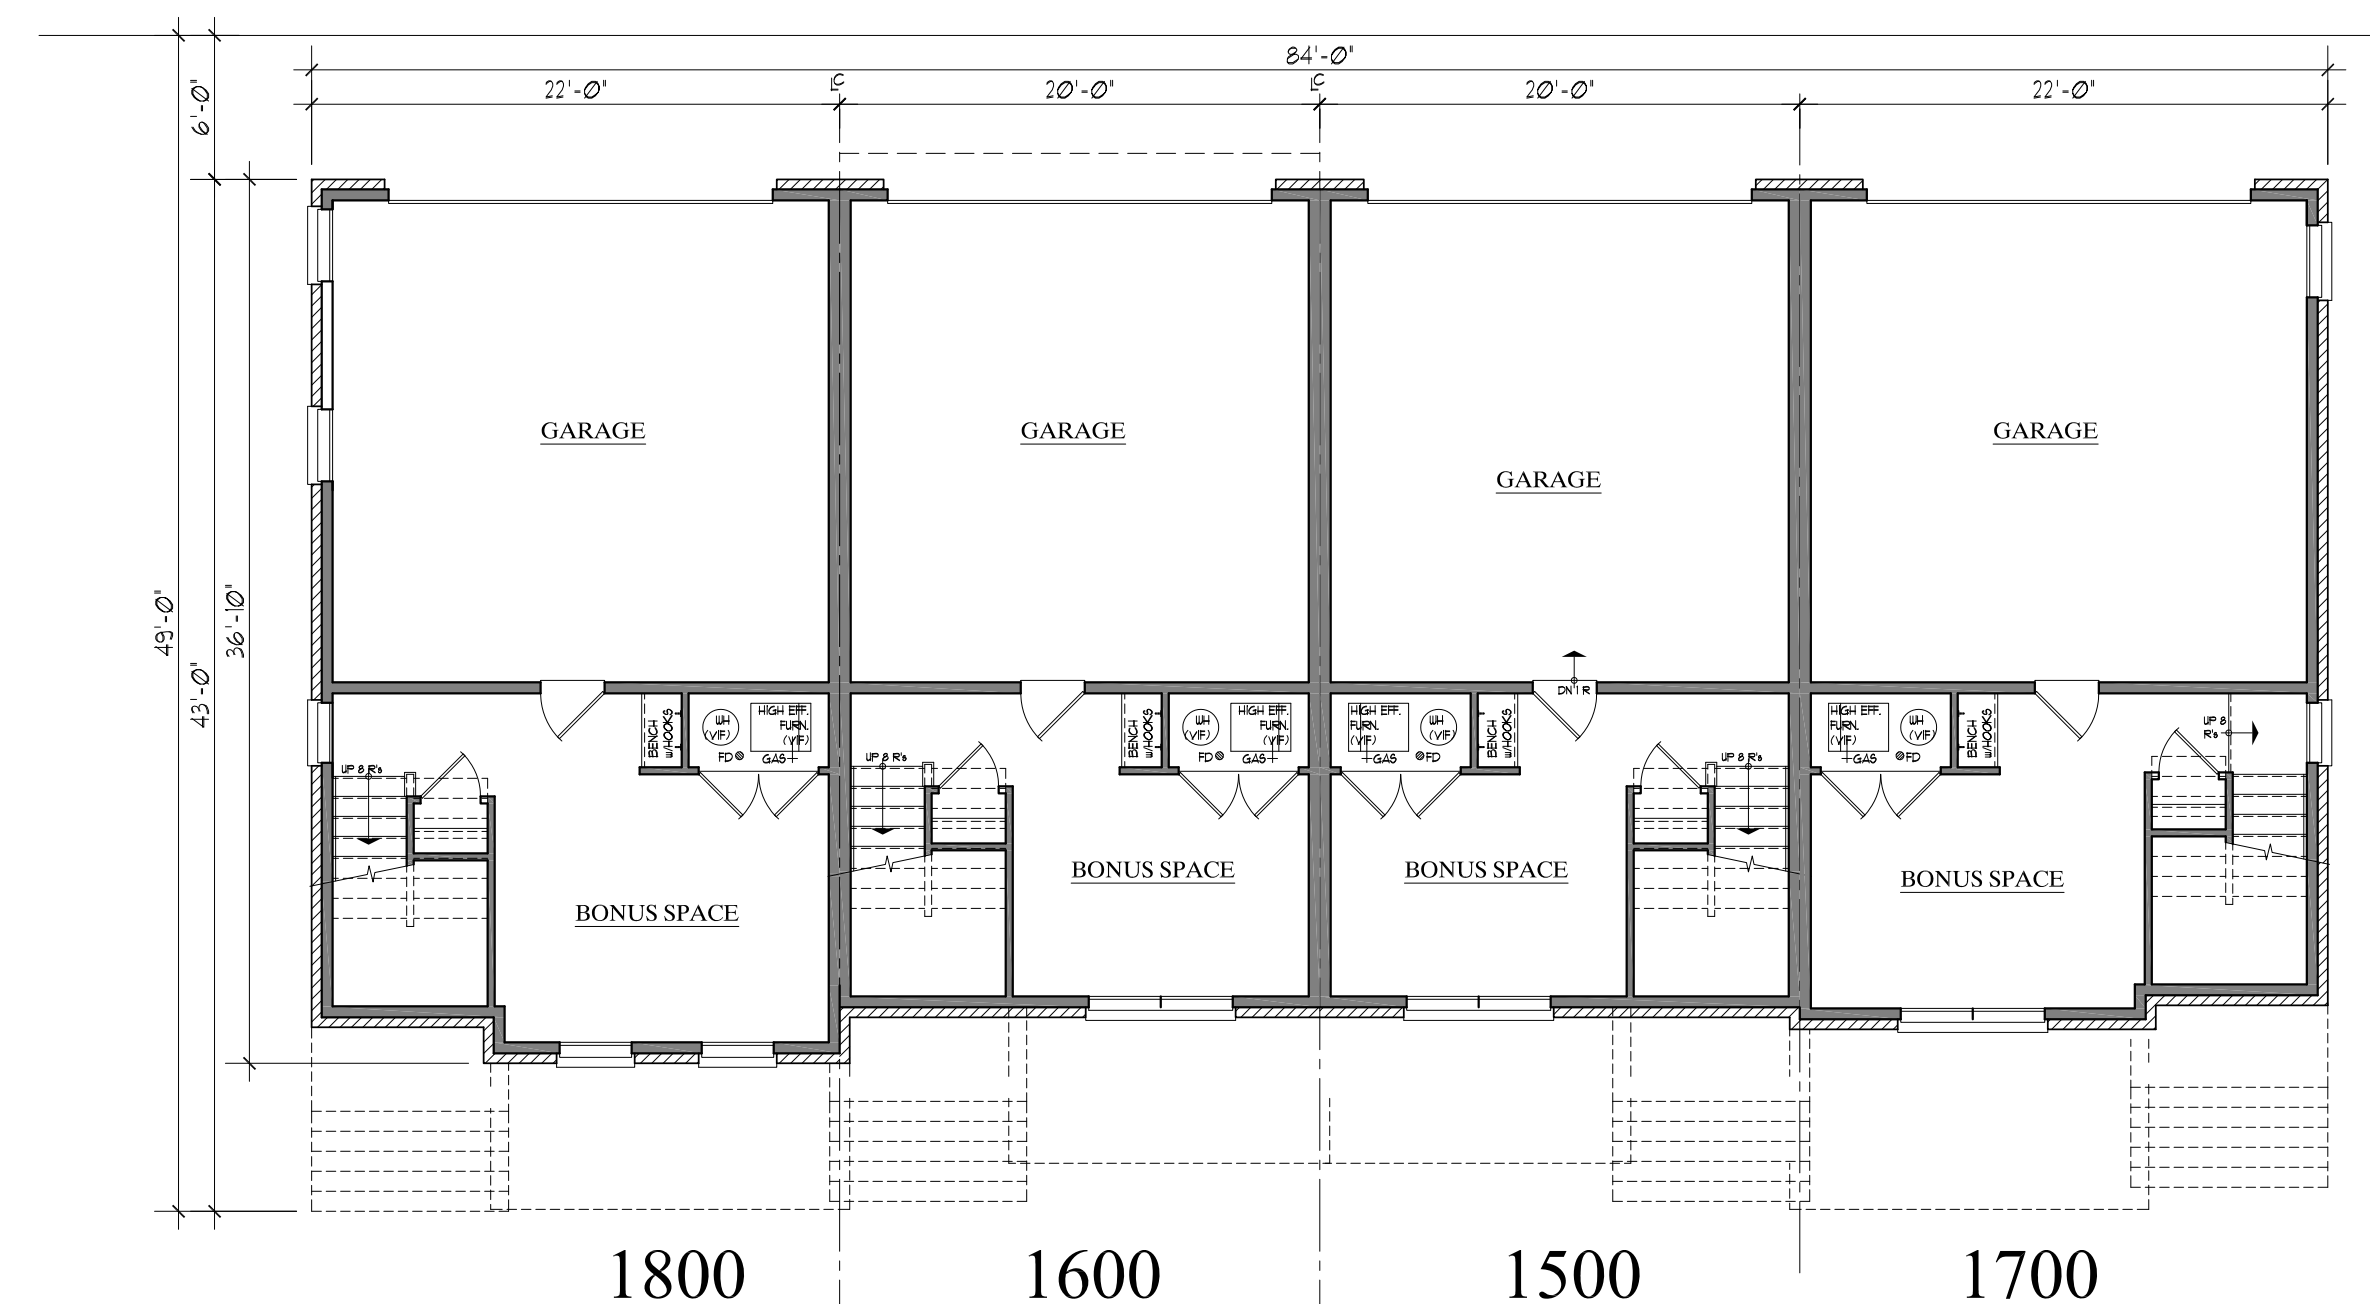 84'-0"
22'-0"
20'-0"
20'-0"
22'-0"
6'-0"
49'-0"
43'-0"
36'-10"
GARAGE
GARAGE
GARAGE
GARAGE
DN 1 R
BENCH
w/HOOKS
WH
(VIF)
HIGH EFF.
FURN.
(VIF)
FD
GAS
BENCH
w/HOOKS
WH
(VIF)
HIGH EFF.
FURN.
(VIF)
FD
GAS
HIGH EFF.
FURN.
(VIF)
WH
(VIF)
GAS
FD
BENCH
w/HOOKS
HIGH EFF.
FURN.
(VIF)
WH
(VIF)
GAS
FD
BENCH
w/HOOKS
UP 8
R's
UP 8 R's
UP 8 R's
UP 8 R's
BONUS SPACE
BONUS SPACE
BONUS SPACE
BONUS SPACE
1800
1600
1500
1700